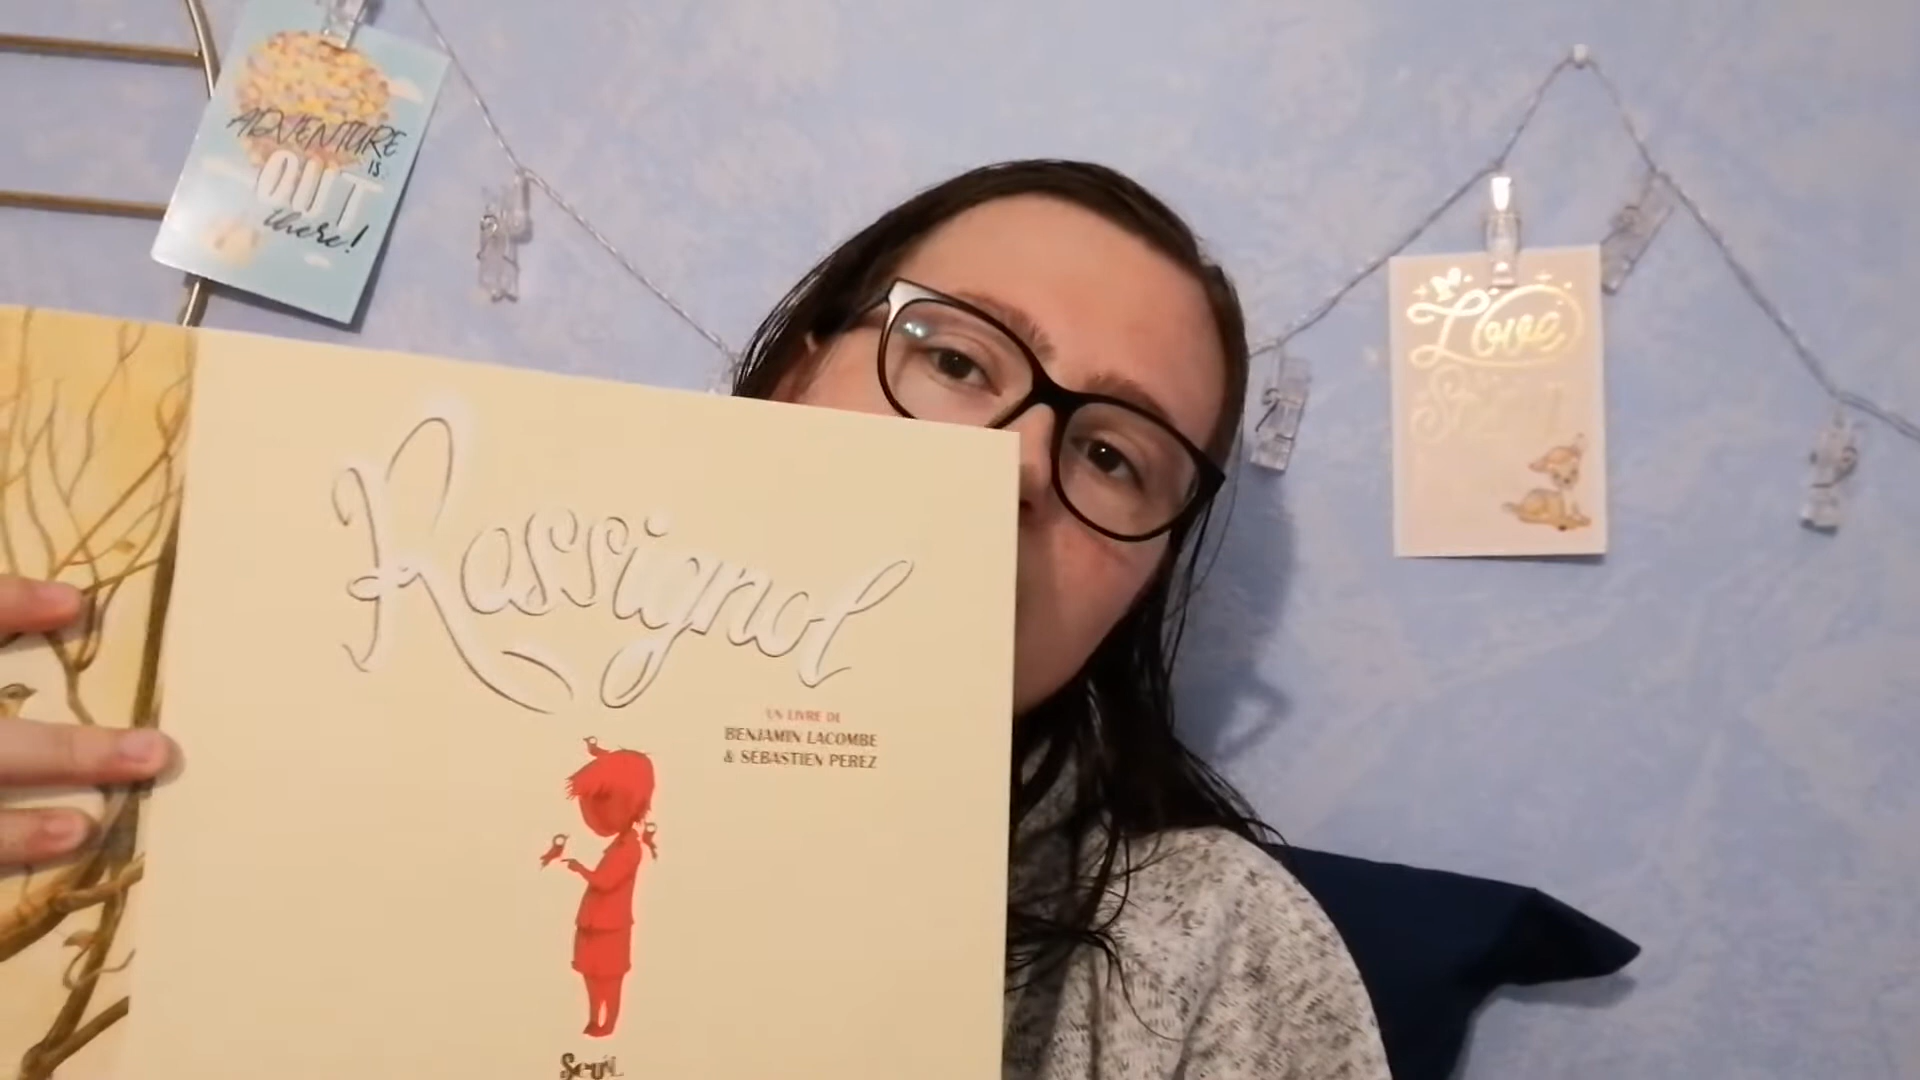 ADVENTURE
IS
OUT
there!
Love
Rossignol
UN LIVRE DE
BENJAMIN LACOMBE
& SÉBASTIEN PEREZ
Seuil